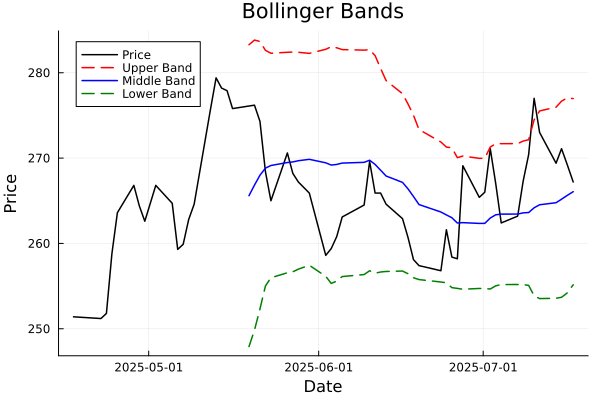 Bollinger Bands
Price
Upper Band
Middle Band
Lower Band
280
270
260
250
Price
2025-05-01
2025-06-01
2025-07-01
Date